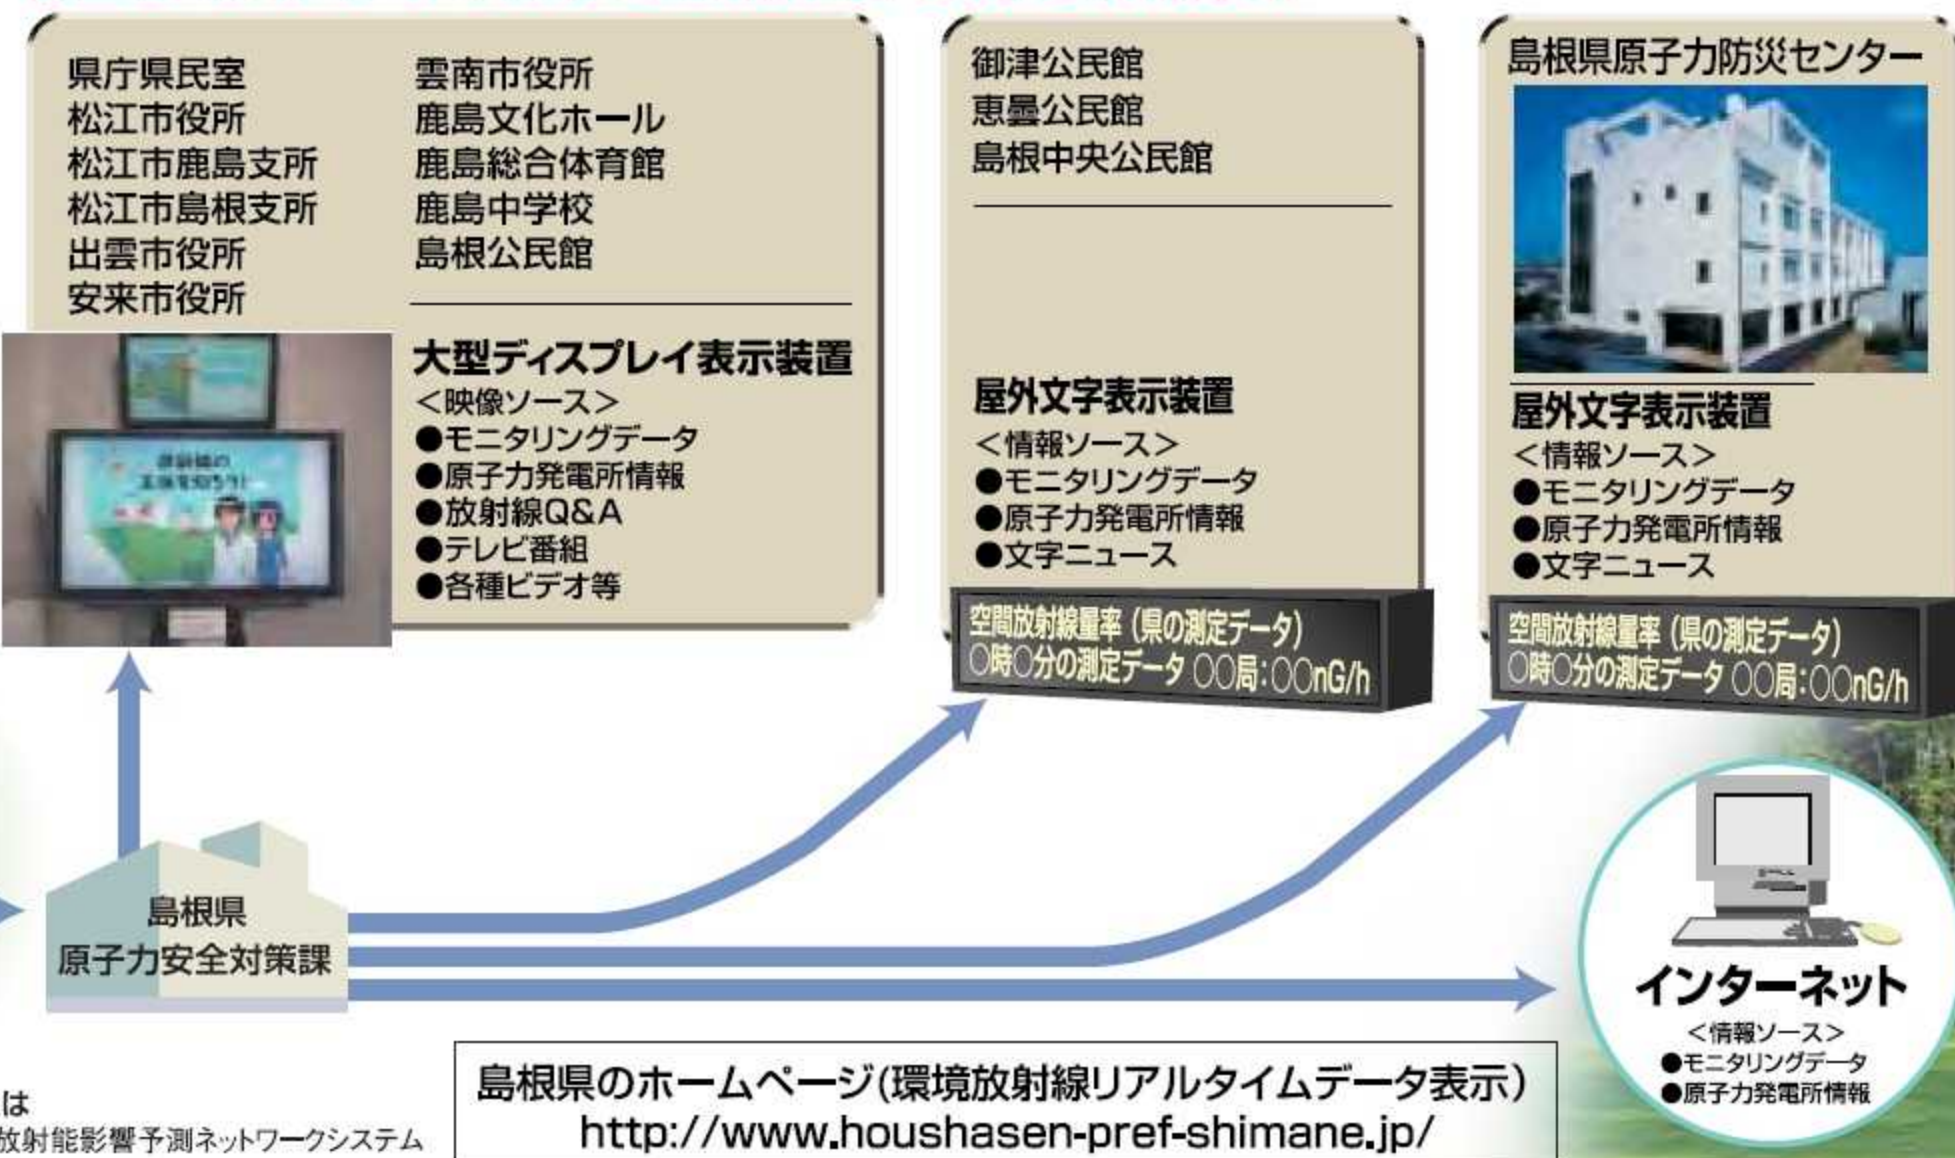 県庁県民室
松江市役所
松江市鹿島支所
松江市島根支所
出雲市役所
安来市役所
雲南市役所
鹿島文化ホール
鹿島総合体育館
鹿島中学校
島根公民館
大型ディスプレイ表示装置
＜映像ソース＞
●モニタリングデータ
●原子力発電所情報
●放射線Q&A
●テレビ番組
●各種ビデオ等
御津公民館
恵曇公民館
島根中央公民館
屋外文字表示装置
＜情報ソース＞
●モニタリングデータ
●原子力発電所情報
●文字ニュース
空間放射線量率（県の測定データ）
○時○分の測定データ ○○局：○○nG/h
島根県原子力防災センター
屋外文字表示装置
＜情報ソース＞
●モニタリングデータ
●原子力発電所情報
●文字ニュース
空間放射線量率（県の測定データ）
○時○分の測定データ ○○局：○○nG/h
島根県
原子力安全対策課
インターネット
＜情報ソース＞
●モニタリングデータ
●原子力発電所情報
は
放射能影響予測ネットワークシステム
島根県のホームページ(環境放射線リアルタイムデータ表示）
http://www.houshasen-pref-shimane.jp/